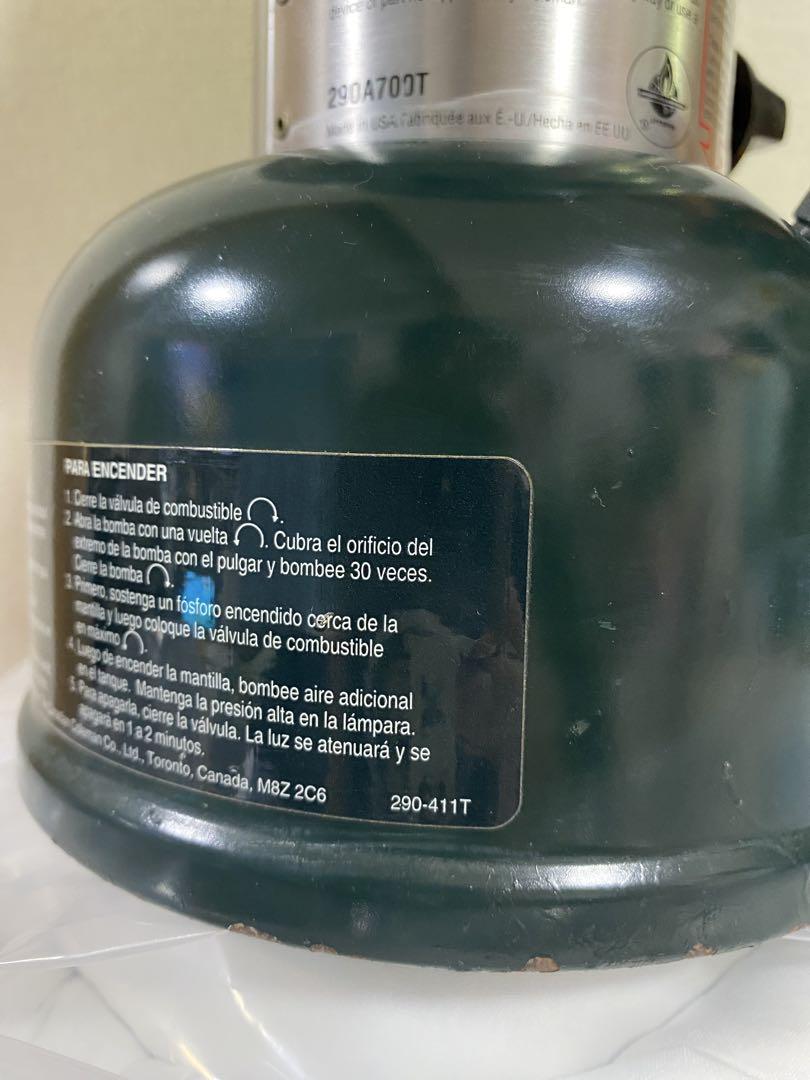 290A700T
Made in USA/Fabriquée aux É.-U./Hecha en EE UU
PARA ENCENDER
1. Cierre la válvula de combustible .
2. Abra la bomba con una vuelta . Cubra el orificio del
extremo de la bomba con el pulgar y bombee 30 veces.
Cierre la bomba .
3. Primero, sostenga un fósforo encendido cerca de la
mantilla y luego coloque la válvula de combustible
en máximo .
4. Luego de encender la mantilla, bombee aire adicional
en el tanque. Mantenga la presión alta en la lámpara.
5. Para apagarla, cierre la válvula. La luz se atenuará y se
apagará en 1 a 2 minutos.
Coleman Co., Ltd., Toronto, Canada, M8Z 2C6
290-411T